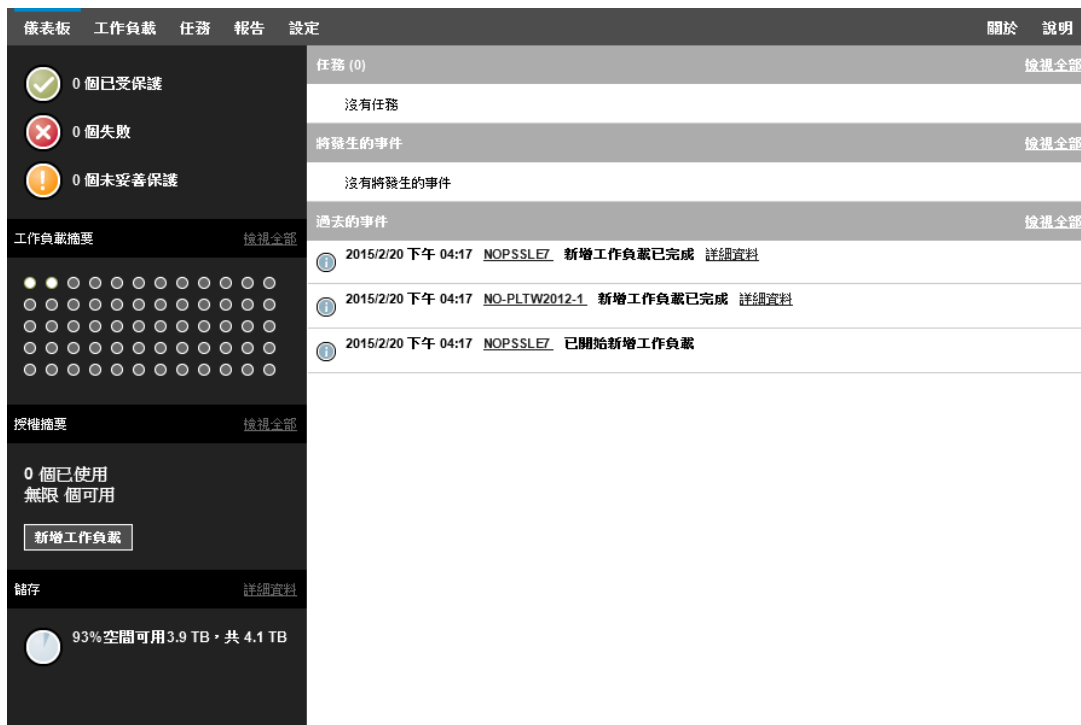 儀表板 工作負載 任務 報告 設定 關於 說明
0 個已受保護
0 個失敗
0 個未妥善保護
工作負載摘要 檢視全部
授權摘要 檢視全部
0 個已使用
無限 個可用
新增工作負載
儲存 詳細資料
93%空間可用3.9 TB，共 4.1 TB
任務 (0) 檢視全部
沒有任務
將發生的事件 檢視全部
沒有將發生的事件
過去的事件 檢視全部
2015/2/20 下午 04:17 NOPSSLE7 新增工作負載已完成 詳細資料
2015/2/20 下午 04:17 NO-PLTW2012-1 新增工作負載已完成 詳細資料
2015/2/20 下午 04:17 NOPSSLE7 已開始新增工作負載